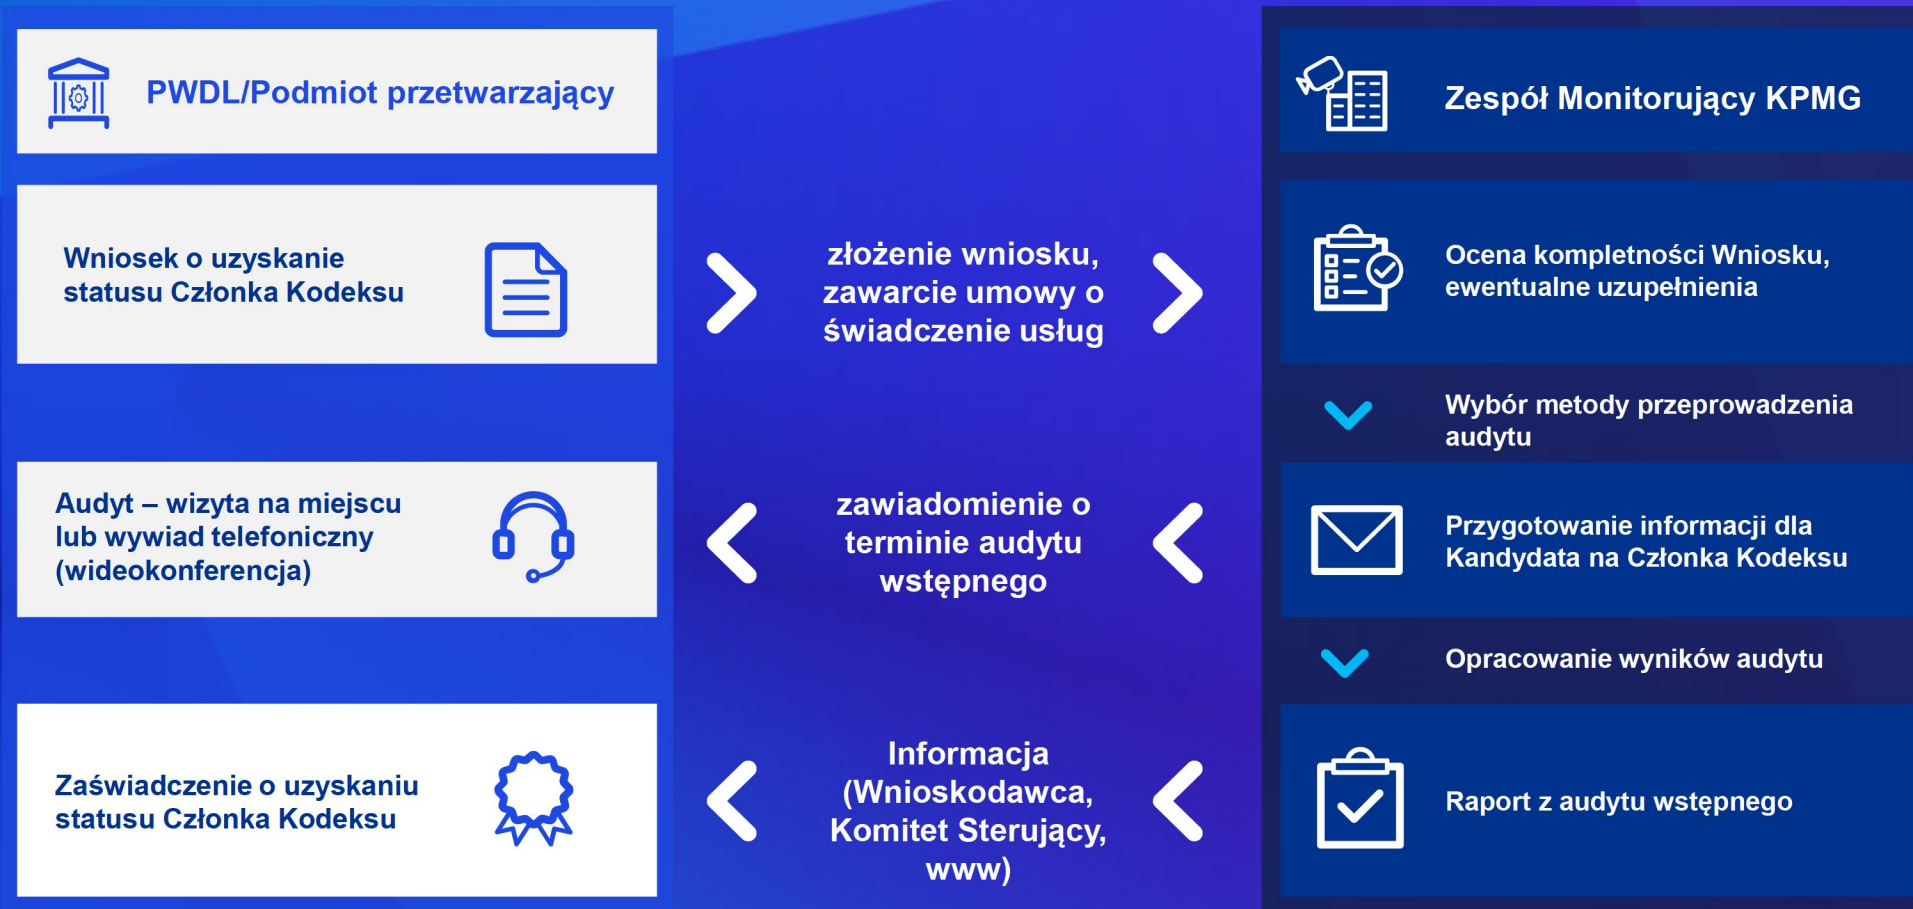 PWDL/Podmiot przetwarzający
Zespół Monitorujący KPMG
Wniosek o uzyskanie
statusu Członka Kodeksu
złożenie wniosku,
zawarcie umowy o
świadczenie usług
Ocena kompletności Wniosku,
ewentualne uzupełnienia
Wybór metody przeprowadzenia
audytu
Audyt – wizyta na miejscu
lub wywiad telefoniczny
(wideokonferencja)
zawiadomienie o
terminie audytu
wstępnego
Przygotowanie informacji dla
Kandydata na Członka Kodeksu
Opracowanie wyników audytu
Zaświadczenie o uzyskaniu
statusu Członka Kodeksu
Informacja
(Wnioskodawca,
Komitet Sterujący,
www)
Raport z audytu wstępnego